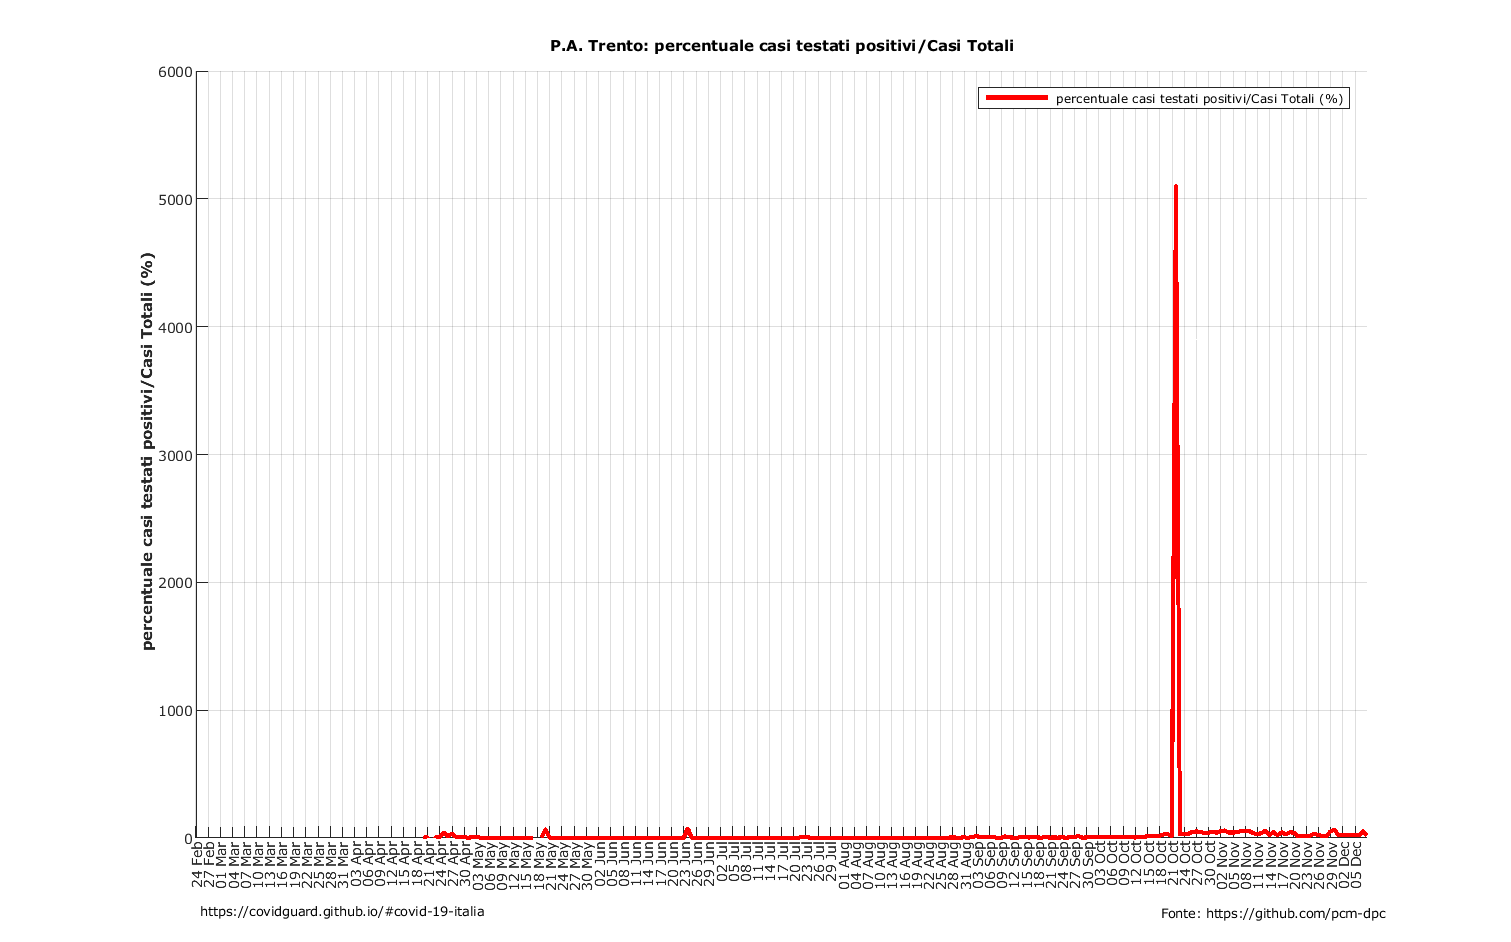 P.A. Trento: percentuale casi testati positivi/Casi Totali
percentuale casi testati positivi/Casi Totali (%)
percentuale casi testati positivi/Casi Totali (%)
6000
5000
4000
3000
2000
1000
0
24 Feb
27 Feb
01 Mar
04 Mar
07 Mar
10 Mar
13 Mar
16 Mar
19 Mar
22 Mar
25 Mar
28 Mar
31 Mar
03 Apr
06 Apr
09 Apr
12 Apr
15 Apr
18 Apr
21 Apr
24 Apr
27 Apr
30 Apr
03 May
06 May
09 May
12 May
15 May
18 May
21 May
24 May
27 May
30 May
02 Jun
05 Jun
08 Jun
11 Jun
14 Jun
17 Jun
20 Jun
23 Jun
26 Jun
29 Jun
02 Jul
05 Jul
08 Jul
11 Jul
14 Jul
17 Jul
20 Jul
23 Jul
26 Jul
29 Jul
01 Aug
04 Aug
07 Aug
10 Aug
13 Aug
16 Aug
19 Aug
22 Aug
25 Aug
28 Aug
31 Aug
03 Sep
06 Sep
09 Sep
12 Sep
15 Sep
18 Sep
21 Sep
24 Sep
27 Sep
30 Sep
03 Oct
06 Oct
09 Oct
12 Oct
15 Oct
18 Oct
21 Oct
24 Oct
27 Oct
30 Oct
02 Nov
05 Nov
08 Nov
11 Nov
14 Nov
17 Nov
20 Nov
23 Nov
26 Nov
29 Nov
02 Dec
05 Dec
https://covidguard.github.io/#covid-19-italia
Fonte: https://github.com/pcm-dpc